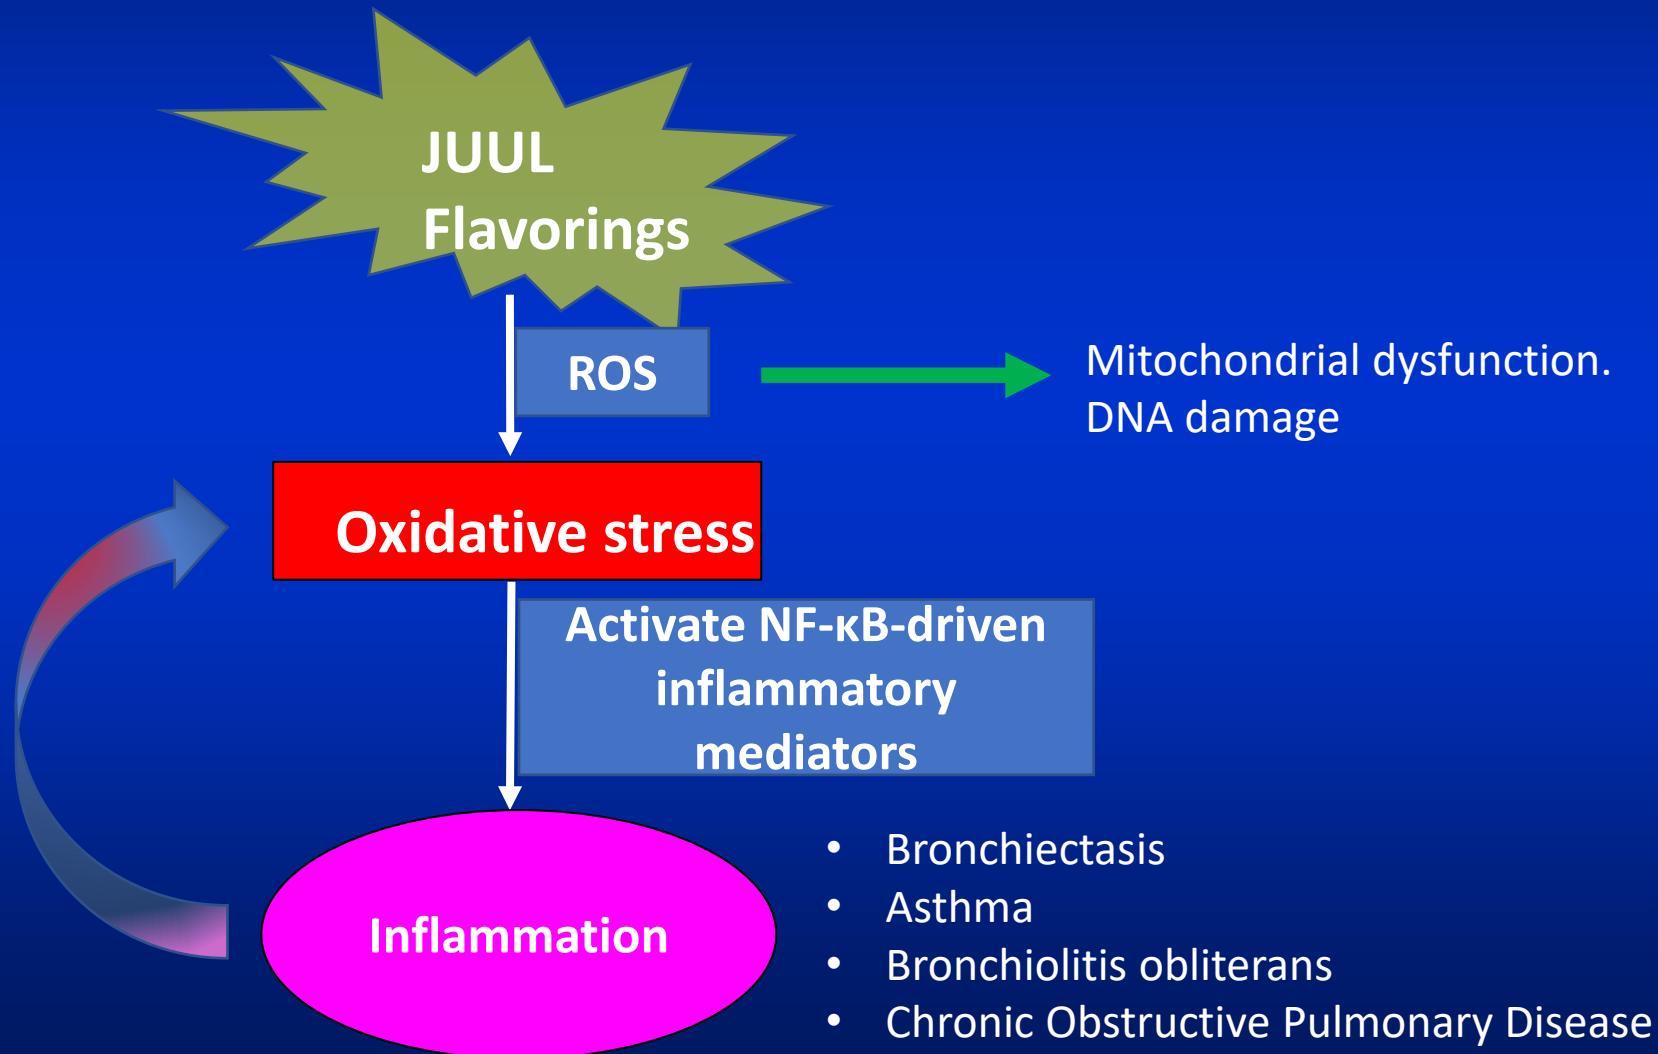 JUUL
Flavorings
ROS
Mitochondrial dysfunction.
DNA damage
Oxidative stress
Activate NF-κB-driven
inflammatory
mediators
Inflammation
• Bronchiectasis
• Asthma
• Bronchiolitis obliterans
• Chronic Obstructive Pulmonary Disease